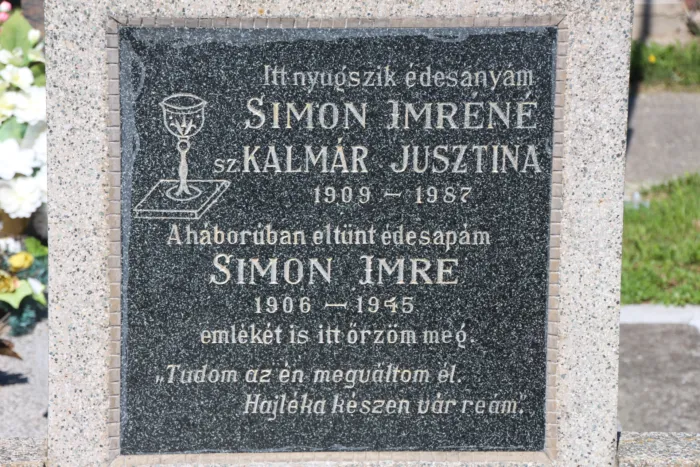 Itt nyugszik édesanyám
SIMON IMRÉNÉ
sz. KALMÁR JUSZTINA
1909 – 1987
A háborúban eltűnt édesapám
SIMON IMRE
1906 – 1945
emlékét is itt őrzöm meg.
„Tudom az én megváltom él.
Hajléka készen vár reám".